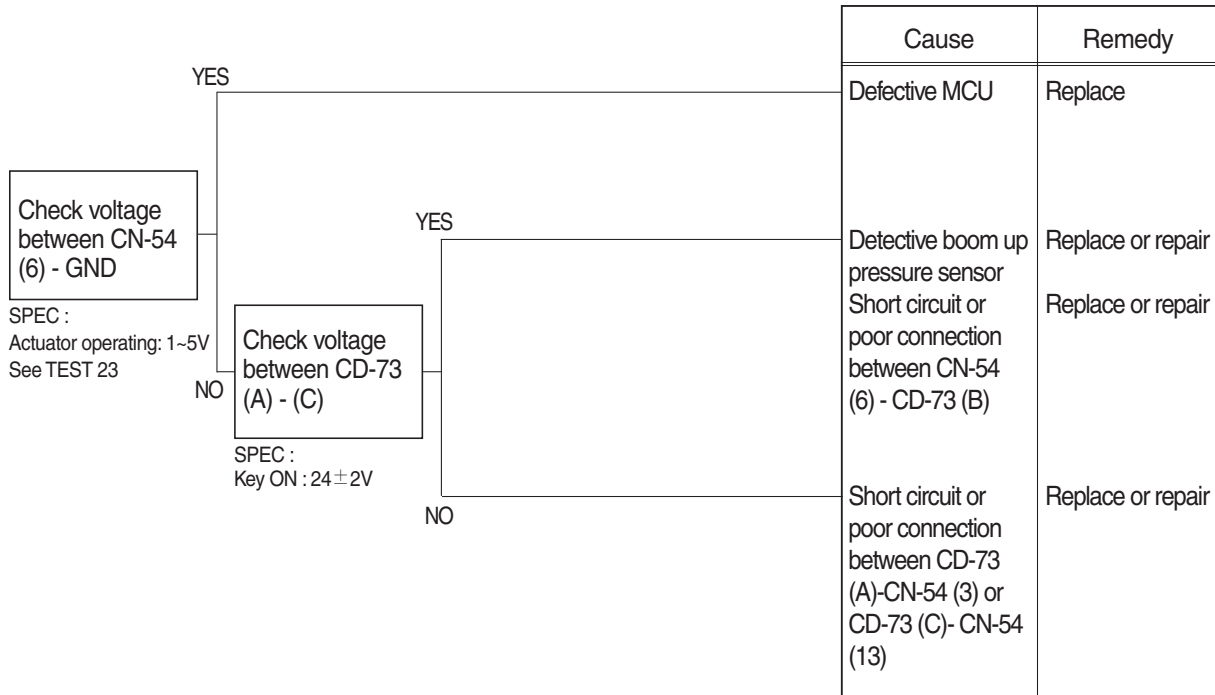 Cause Remedy
YES
Defective MCU Replace
Check voltage
between CN-54
(6) - GND
SPEC :
Actuator operating: 1~5V
See TEST 23
NO
YES
Check voltage
between CD-73
(A) - (C)
SPEC :
Key ON : 24±2V
NO
Detective boom up Replace or repair
pressure sensor
Short circuit or Replace or repair
poor connection
between CN-54
(6) - CD-73 (B)
Short circuit or Replace or repair
poor connection
between CD-73
(A)-CN-54 (3) or
CD-73 (C)- CN-54
(13)